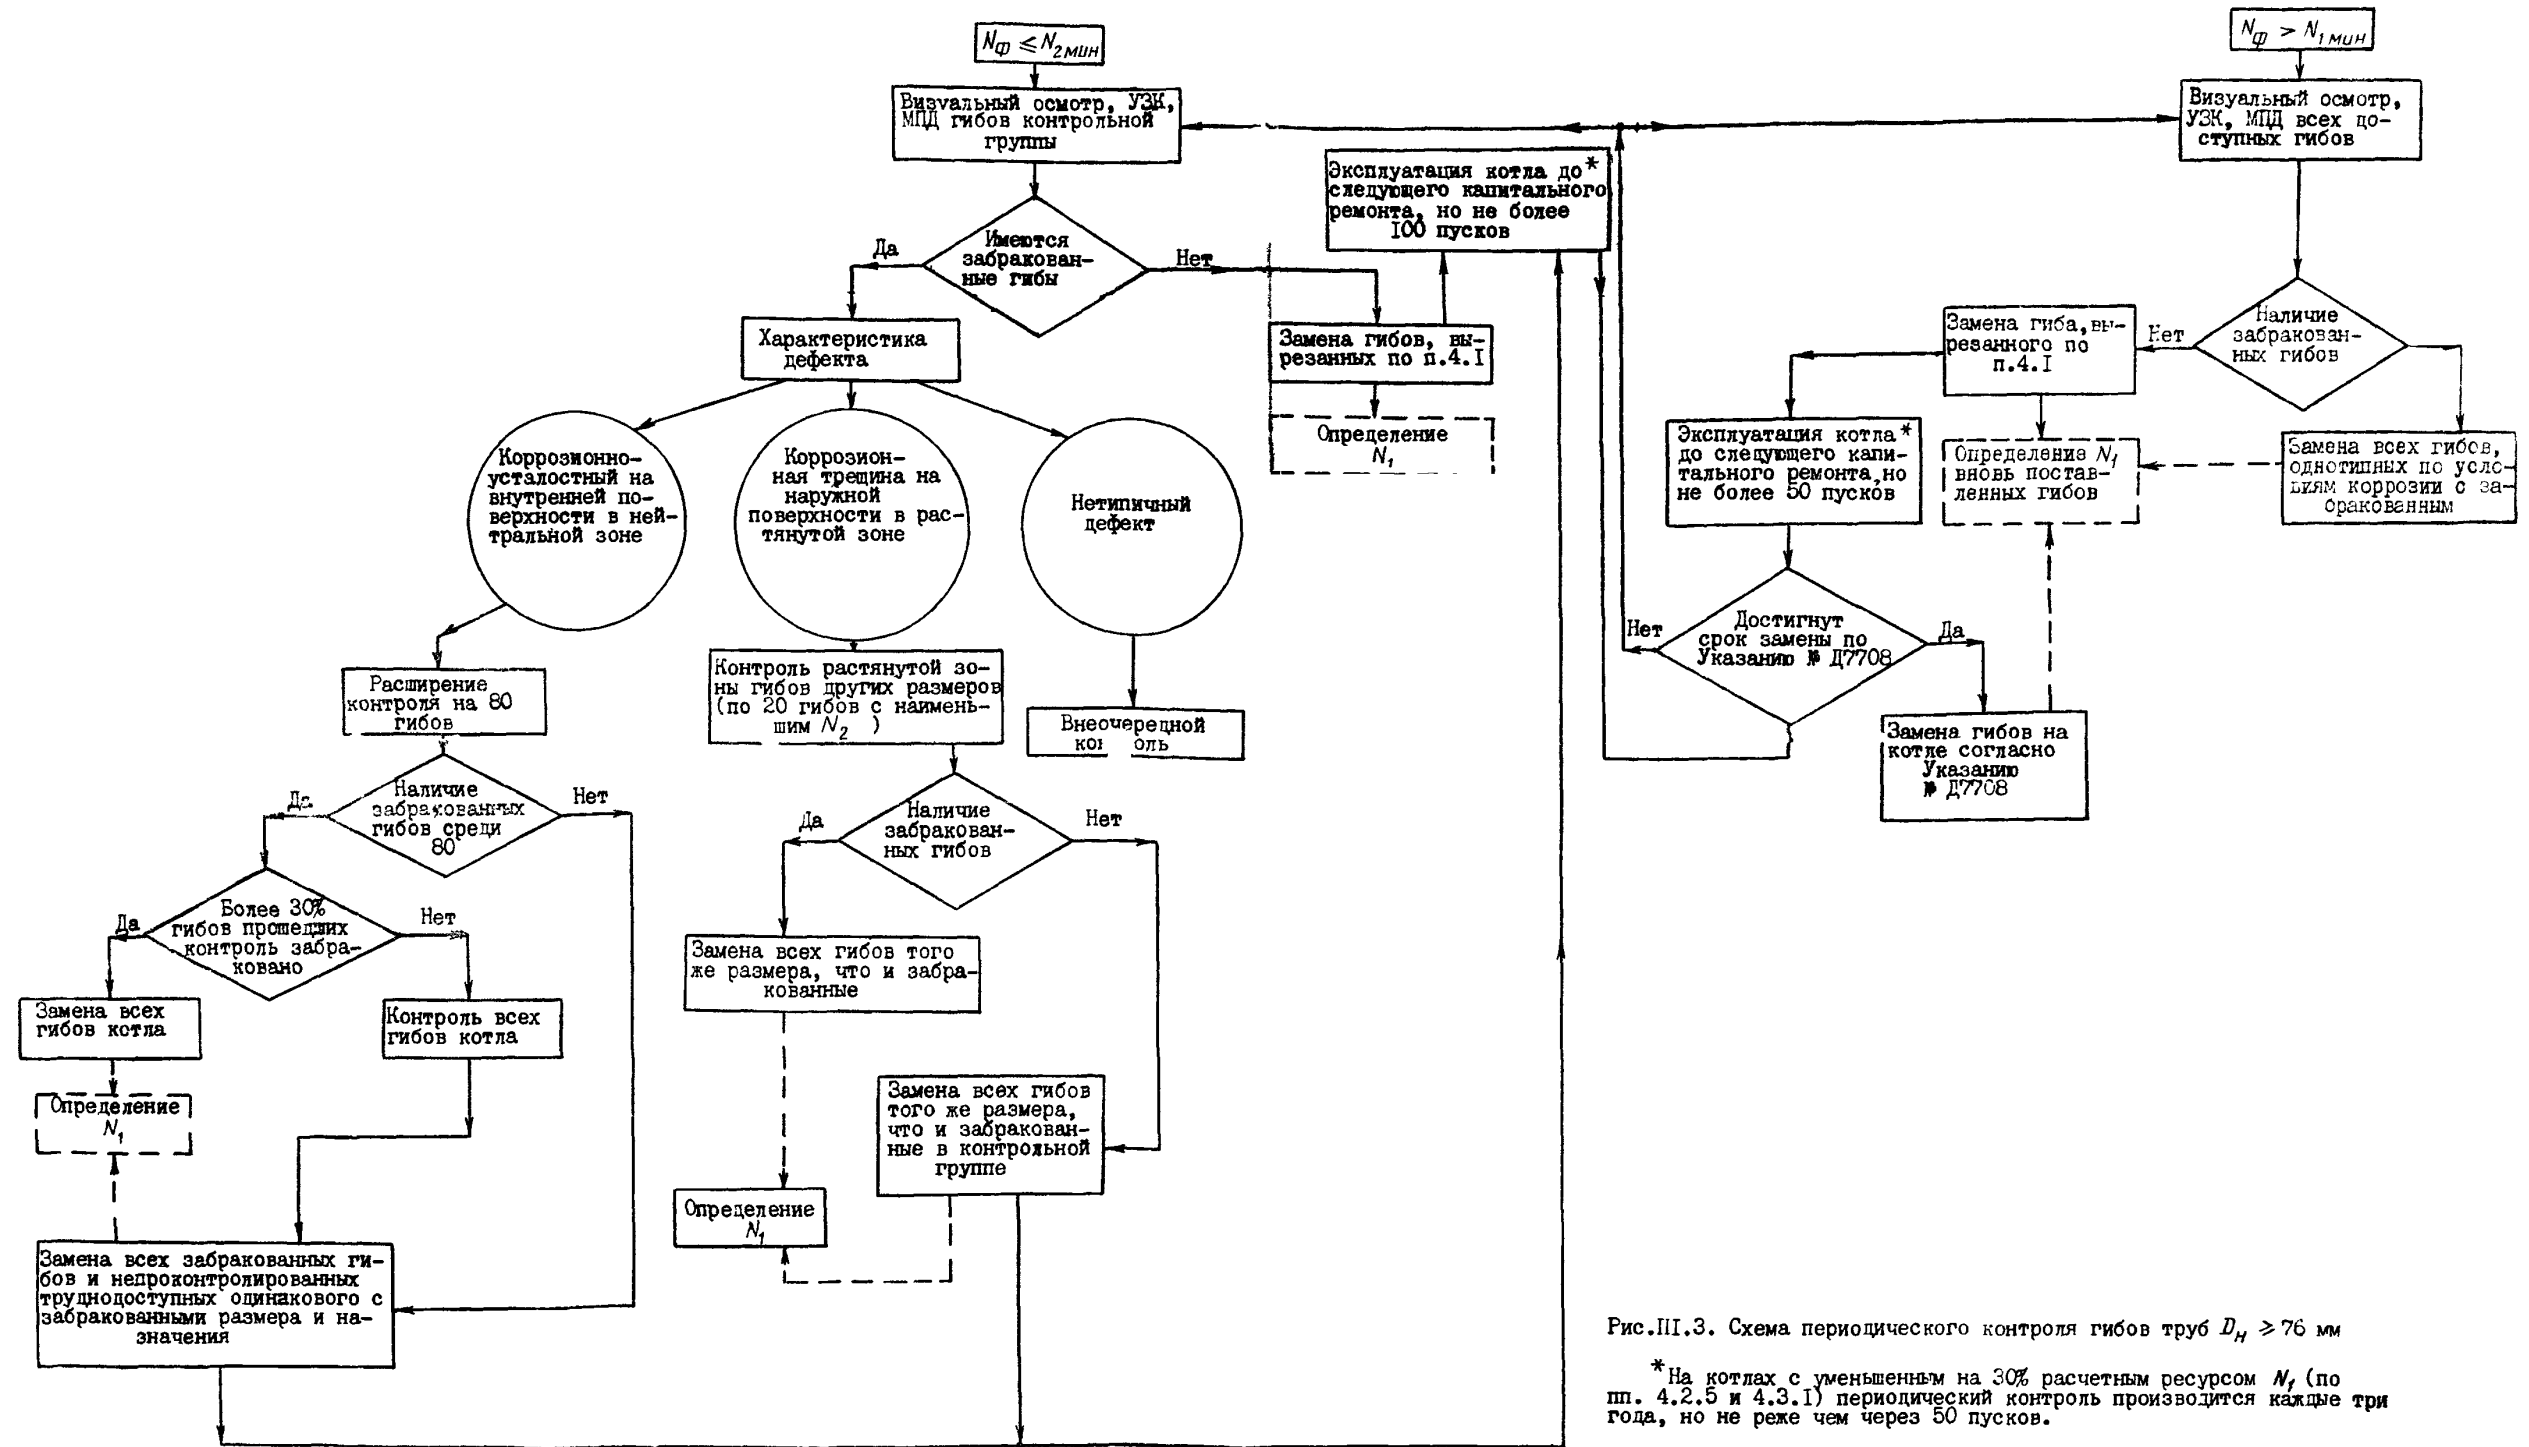 Nф ⩽ N2мин
Визуальный осмотр, УЗК,
МПД гибов контрольной
группы
Имеются
забракован-
ные гибы
Да
Нет
Характеристика
дефекта
Коррозионно-
усталостный на
внутренней по-
верхности в ней-
тральной зоне
Коррозион-
ная трещина на
наружной
поверхности в рас-
тянутой зоне
Нетипичный
дефект
Расширение
контроля на 80
гибов
Контроль растянутой зо-
ны гибов других размеров
(по 20 гибов с наимень-
шим N2 )
Внеочередной
Наличие
забракованных
гибов среди
80
Да
Нет
Наличие
забракован-
ных гибов
Да
Нет
Более 30%
гибов прошедших
контроль забра-
ковано
Да
Нет
Замена всех
гибов котла
Контроль всех
гибов котла
Определение
N1
Замена всех забракованных ги-
бов и непроконтролированных
труднодоступных одинакового с
забракованными размера и на-
значения
Замена всех гибов того
же размера, что и забра-
кованные
Замена всех гибов
того же размера,
что и забракован-
ные в контрольной
группе
Определение
N1
Эксплуатация котла до*
следующего капитального
ремонта, но не более
100 пусков
Замена гибов, вы-
резанных по п.4.I
Определение
N1
Nф > N1мин
Визуальный осмотр,
УЗК, МПД всех до-
ступных гибов
Наличие
забракован-
ных гибов
Нет
Замена гиба, вы-
резанного по
п.4.I
Замена всех гибов,
однотипных по усло-
виям коррозии с за-
бракованным
Определение N1
вновь постав-
ленных гибов
Эксплуатация котла*
до следующего капи-
тального ремонта, но
не более 50 пусков
Достигнут
срок замены по
Указанию № Д7708
Нет
Да
Замена гибов на
котле согласно
Указанию
№ Д7708
Рис.III.3. Схема периодического контроля гибов труб Dн ⩾ 76 мм
*На котлах с уменьшенным на 30% расчетным ресурсом N1 (по
пп. 4.2.5 и 4.3.I) периодический контроль производится каждые три
года, но не реже чем через 50 пусков.